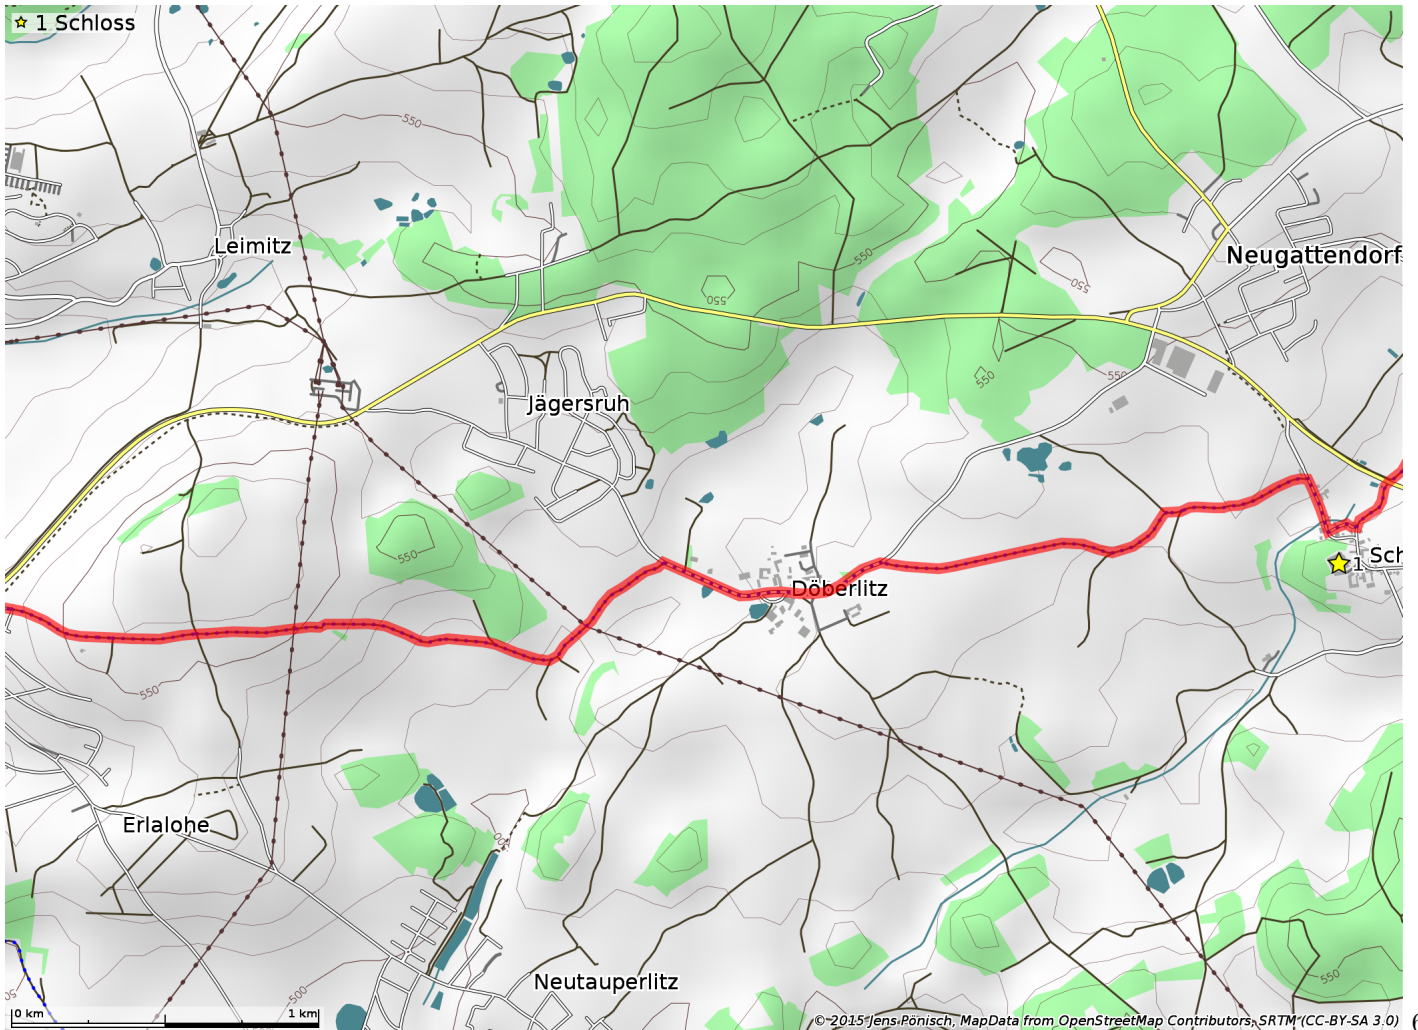 1 Schloss
550
Leimitz
550
Neugattendorf
550
550
550
550
550
Jägersruh
550
1 Sch
Döberlitz
550
Erlalohe
Neutauperlitz
550
500
0 km
1 km
© 2015 Jens Pönisch, MapData from OpenStreetMap Contributors, SRTM (CC-BY-SA 3.0)